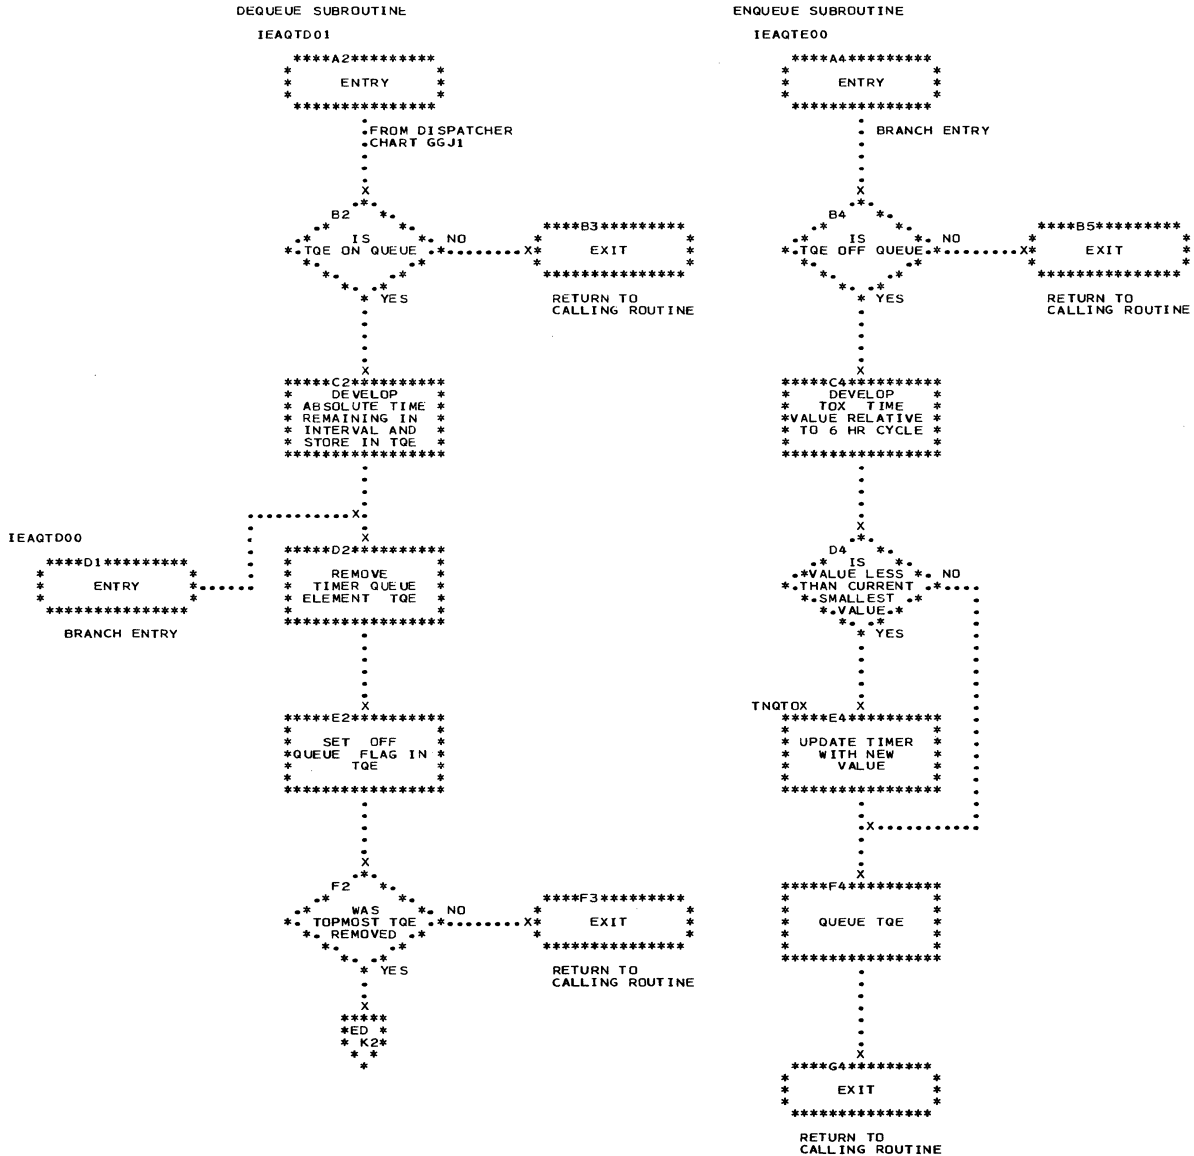 DEQUEUE SUBROUTINE
IEAQTD01
****A2*********
ENTRY
FROM DISPATCHER
CHART GGJ1
B2
IS
TQE ON QUEUE
NO
YES
****B3*********
EXIT
RETURN TO
CALLING ROUTINE
*****C2**********
DEVELOP
ABSOLUTE TIME
REMAINING IN
INTERVAL AND
STORE IN TQE
IEAQTD00
****D1*********
ENTRY
BRANCH ENTRY
*****D2**********
REMOVE
TIMER QUEUE
ELEMENT TQE
*****E2**********
SET OFF
QUEUE FLAG IN
TQE
F2
WAS
TOPMOST TQE
REMOVED
NO
YES
****F3*********
EXIT
RETURN TO
CALLING ROUTINE
ED
K2
ENQUEUE SUBROUTINE
IEAQTE00
****A4*********
ENTRY
BRANCH ENTRY
B4
IS
TQE OFF QUEUE
NO
YES
****B5*********
EXIT
RETURN TO
CALLING ROUTINE
*****C4**********
DEVELOP
TOX TIME
VALUE RELATIVE
TO 6 HR CYCLE
D4
IS
VALUE LESS
THAN CURRENT
SMALLEST
VALUE
NO
YES
TNQTOX
*****E4**********
UPDATE TIMER
WITH NEW
VALUE
*****F4**********
QUEUE TQE
****G4*********
EXIT
RETURN TO
CALLING ROUTINE